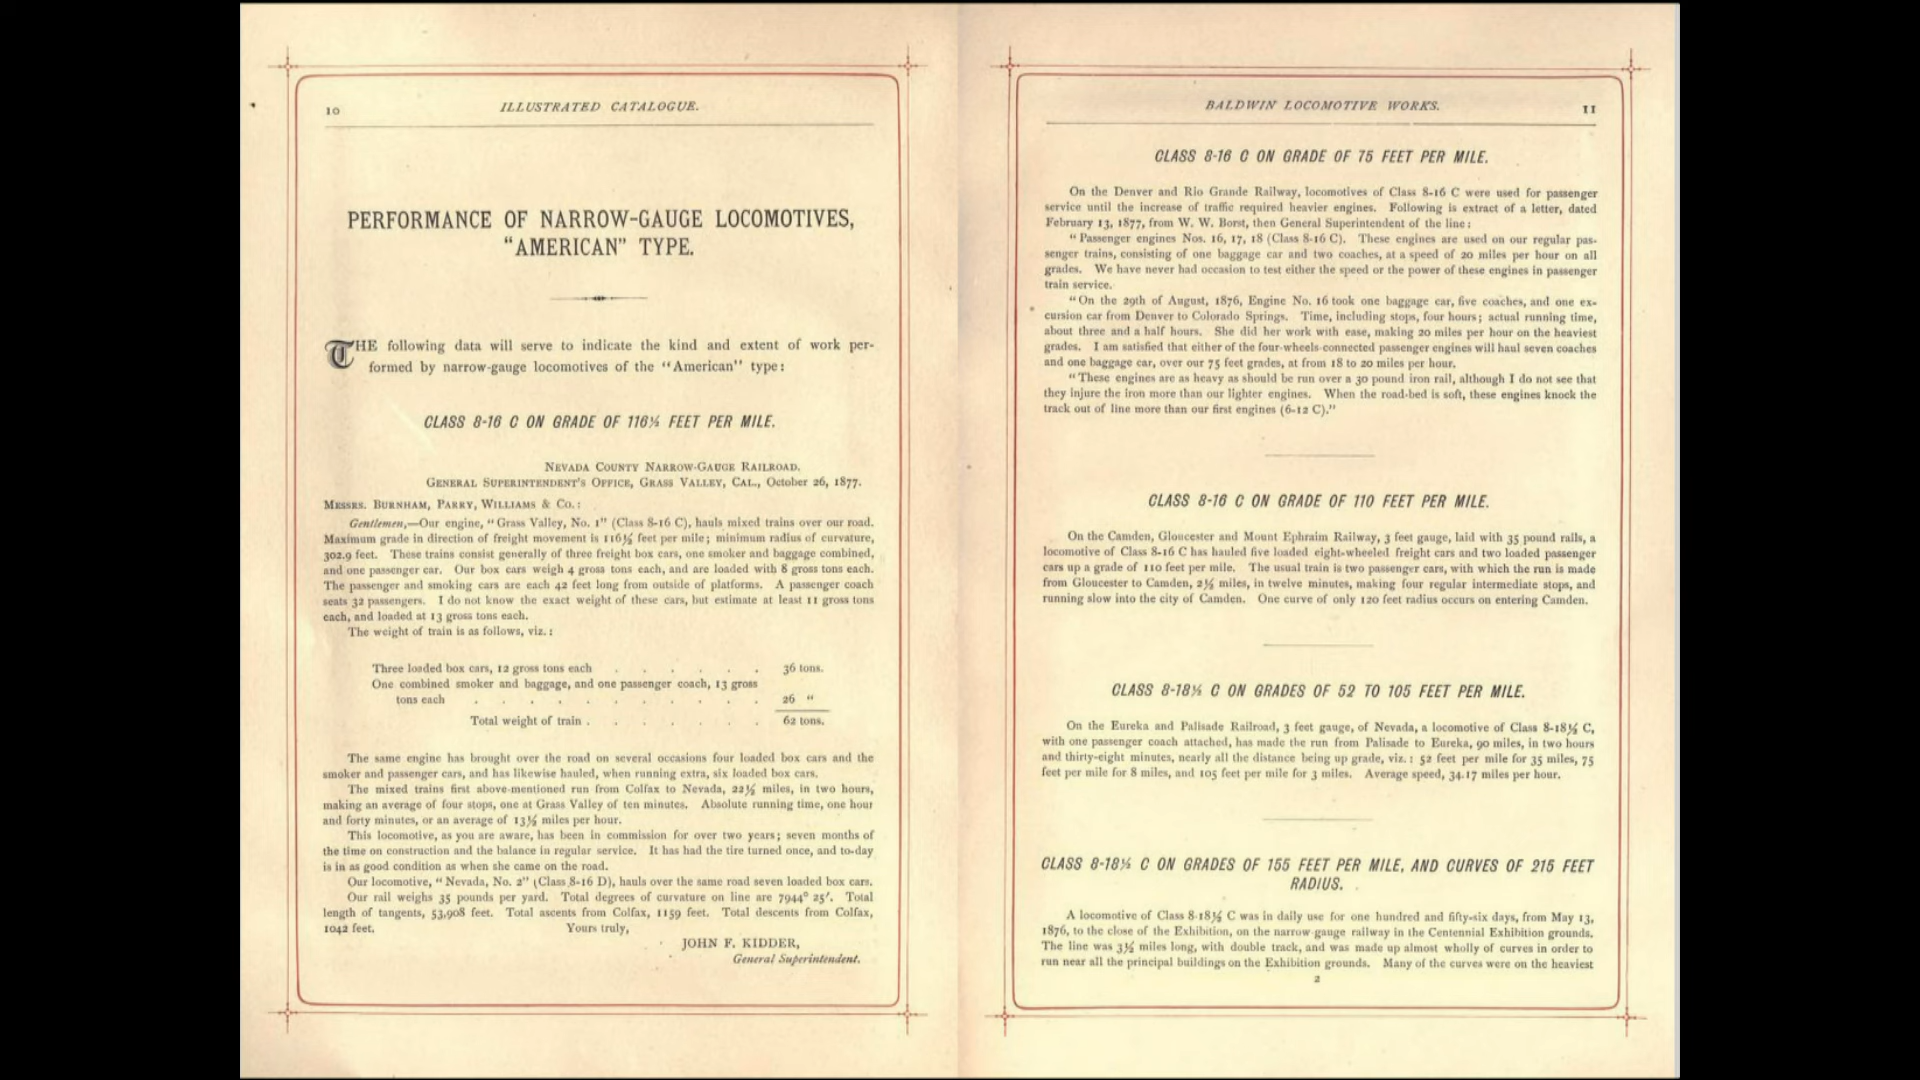 10
ILLUSTRATED CATALOGUE.
PERFORMANCE OF NARROW-GAUGE LOCOMOTIVES,
"AMERICAN" TYPE.
THE following data will serve to indicate the kind and extent of work per-
formed by narrow-gauge locomotives of the "American" type:
CLASS 8-16 C ON GRADE OF 116½ FEET PER MILE.
NEVADA COUNTY NARROW-GAUGE RAILROAD,
GENERAL SUPERINTENDENT'S OFFICE, GRASS VALLEY, CAL., October 26, 1877.
MESSRS. BURNHAM, PARRY, WILLIAMS & CO.:
Gentlemen,—Our engine, "Grass Valley, No. 1" (Class 8-16 C), hauls mixed trains over our road.
Maximum grade in direction of freight movement is 116½ feet per mile; minimum radius of curvature,
302.9 feet. These trains consist generally of three freight box cars, one smoker and baggage combined,
and one passenger car. Our box cars weigh 4 gross tons each, and are loaded with 8 gross tons each.
The passenger and smoking cars are each 42 feet long from outside of platforms. A passenger coach
seats 32 passengers. I do not know the exact weight of these cars, but estimate at least 11 gross tons
each, and loaded at 13 gross tons each.
The weight of train is as follows, viz.:
Three loaded box cars, 12 gross tons each . . . . . . 36 tons.
One combined smoker and baggage, and one passenger coach, 13 gross
tons each . . . . . . . . . . . 26 "
Total weight of train . . . . . . . 62 tons.
The same engine has brought over the road on several occasions four loaded box cars and the
smoker and passenger cars, and has likewise hauled, when running extra, six loaded box cars.
The mixed trains first above-mentioned run from Colfax to Nevada, 22½ miles, in two hours,
making an average of four stops, one at Grass Valley of ten minutes. Absolute running time, one hour
and forty minutes, or an average of 13½ miles per hour.
This locomotive, as you are aware, has been in commission for over two years; seven months of
the time on construction and the balance in regular service. It has had the tire turned once, and to-day
is in as good condition as when she came on the road.
Our locomotive, "Nevada, No. 2" (Class 8-16 D), hauls over the same road seven loaded box cars.
Our rail weighs 35 pounds per yard. Total degrees of curvature on line are 7944° 25'. Total
length of tangents, 53,908 feet. Total ascents from Colfax, 1159 feet. Total descents from Colfax,
1042 feet. Yours truly,
JOHN F. KIDDER,
General Superintendent.
BALDWIN LOCOMOTIVE WORKS.
11
CLASS 8-16 C ON GRADE OF 75 FEET PER MILE.
On the Denver and Rio Grande Railway, locomotives of Class 8-16 C were used for passenger
service until the increase of traffic required heavier engines. Following is extract of a letter, dated
February 13, 1877, from W. W. Borst, then General Superintendent of the line:
"Passenger engines Nos. 16, 17, 18 (Class 8-16 C). These engines are used on our regular pas-
senger trains, consisting of one baggage car and two coaches, at a speed of 20 miles per hour on all
grades. We have never had occasion to test either the speed or the power of these engines in passenger
train service.
"On the 29th of August, 1876, Engine No. 16 took one baggage car, five coaches, and one ex-
cursion car from Denver to Colorado Springs. Time, including stops, four hours; actual running time,
about three and a half hours. She did her work with ease, making 20 miles per hour on the heaviest
grades. I am satisfied that either of the four-wheels-connected passenger engines will haul seven coaches
and one baggage car, over our 75 feet grades, at from 18 to 20 miles per hour.
"These engines are as heavy as should be run over a 30 pound iron rail, although I do not see that
they injure the iron more than our lighter engines. When the road-bed is soft, these engines knock the
track out of line more than our first engines (6-12 C)."
CLASS 8-16 C ON GRADE OF 110 FEET PER MILE.
On the Camden, Gloucester and Mount Ephraim Railway, 3 feet gauge, laid with 35 pound rails, a
locomotive of Class 8-16 C has hauled five loaded eight-wheeled freight cars and two loaded passenger
cars up a grade of 110 feet per mile. The usual train is two passenger cars, with which the run is made
from Gloucester to Camden, 2½ miles, in twelve minutes, making four regular intermediate stops, and
running slow into the city of Camden. One curve of only 120 feet radius occurs on entering Camden.
CLASS 8-18½ C ON GRADES OF 52 TO 105 FEET PER MILE.
On the Eureka and Palisade Railroad, 3 feet gauge, of Nevada, a locomotive of Class 8-18½ C,
with one passenger coach attached, has made the run from Palisade to Eureka, 90 miles, in two hours
and thirty-eight minutes, nearly all the distance being up grade, viz.: 52 feet per mile for 35 miles, 75
feet per mile for 8 miles, and 105 feet per mile for 3 miles. Average speed, 34.17 miles per hour.
CLASS 8-18½ C ON GRADES OF 155 FEET PER MILE, AND CURVES OF 215 FEET
RADIUS.
A locomotive of Class 8-18½ C was in daily use for one hundred and fifty-six days, from May 13,
1876, to the close of the Exhibition, on the narrow-gauge railway in the Centennial Exhibition grounds.
The line was 3½ miles long, with double track, and was made up almost wholly of curves in order to
run near all the principal buildings on the Exhibition grounds. Many of the curves were on the heaviest
2